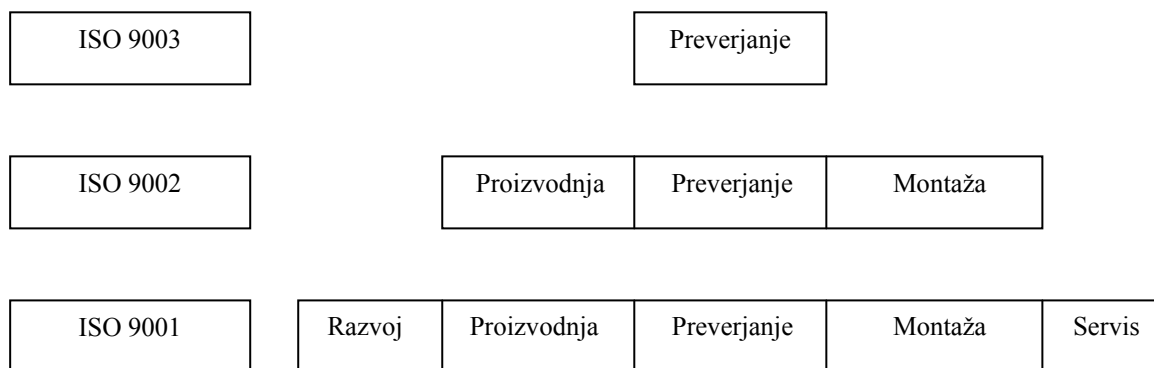 ISO 9003 Preverjanje
ISO 9002 Proizvodnja Preverjanje Montaža
ISO 9001 Razvoj Proizvodnja Preverjanje Montaža Servis